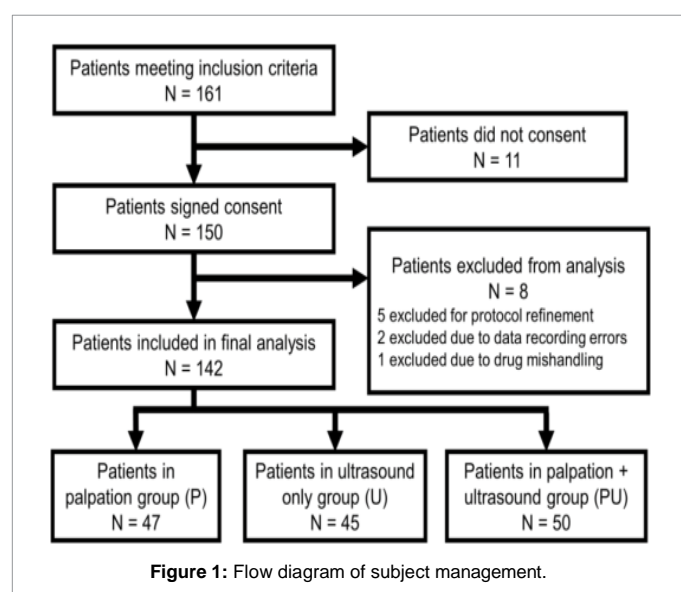 Patients meeting inclusion criteria
N = 161
Patients did not consent
N = 11
Patients signed consent
N = 150
Patients excluded from analysis
N = 8
5 excluded for protocol refinement
2 excluded due to data recording errors
1 excluded due to drug mishandling
Patients included in final analysis
N = 142
Patients in
palpation group (P)
N = 47
Patients in ultrasound
only group (U)
N = 45
Patients in palpation +
ultrasound group (PU)
N = 50
Figure 1: Flow diagram of subject management.